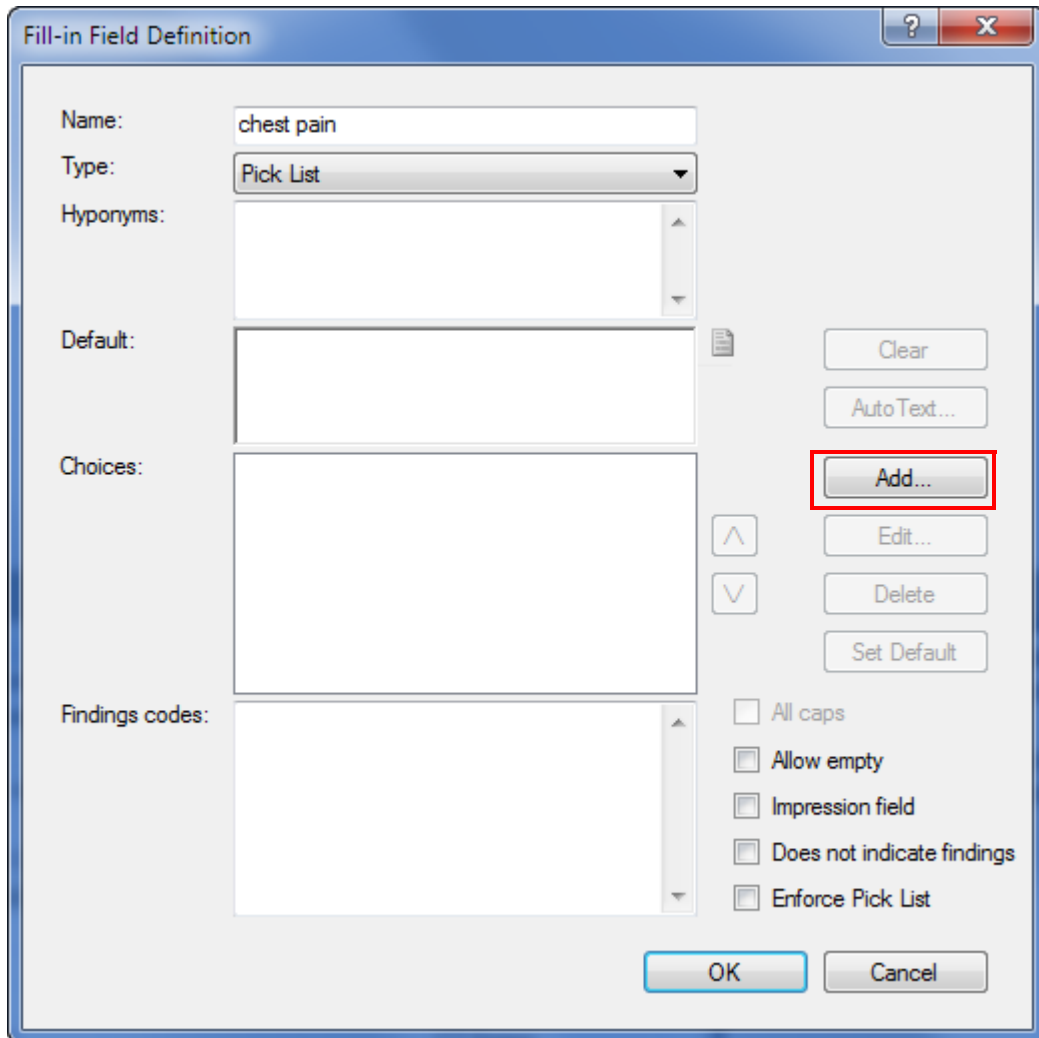 Fill-in Field Definition
?
X
Name: chest pain
Type: Pick List
Hyponyms:
Default:
Clear
AutoText...
Choices:
Add...
Edit...
Delete
Set Default
Findings codes:
All caps
Allow empty
Impression field
Does not indicate findings
Enforce Pick List
OK Cancel